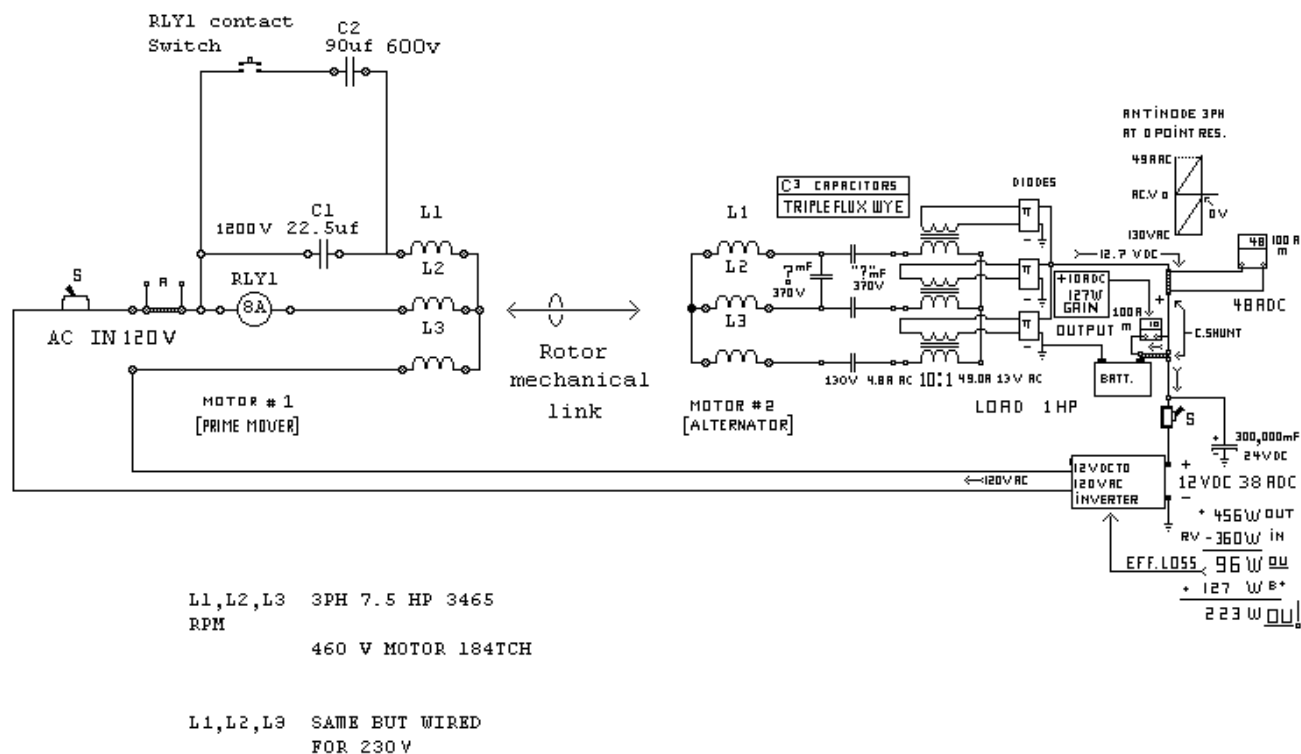 RLY1 contact
Switch
C2
90uf 600v
C1
1200V 22.5uf
L1
L2
L3
S
A
RLY1
8A
AC IN 120V
MOTOR # 1
[PRIME MOVER]
Rotor
mechanical
link
L1
L2
L3
MOTOR #2
[ALTERNATOR]
C3 CAPACITORS
TRIPLE FLUX WYE
? mF
370V
"?"mF
370V
130V 4.8A AC 10:1 49.0A 13V AC
DIODES
π
-
π
-
π
-
LOAD 1HP
ANTINODE 3PH
AT 0 POINT RES.
49AAC
AC.V 0
0V
130VAC
12.7 VDC
48 100A
m
48ADC
+10ADC
127W
GAIN
+
100A
OUTPUT m 10
C.SHUNT
BATT.
S
+ 300,000mF
- 24VDC
12VDC TO
120VAC
INVERTER
120VAC
+
12VDC 38ADC
-
+ 456W OUT
RV -360W IN
EFF.LOSS 96W OU
+ 127 W B+
223W OU!
L1,L2,L3 3PH 7.5 HP 3465
RPM
460 V MOTOR 184TCH
L1,L2,L3 SAME BUT WIRED
FOR 230V